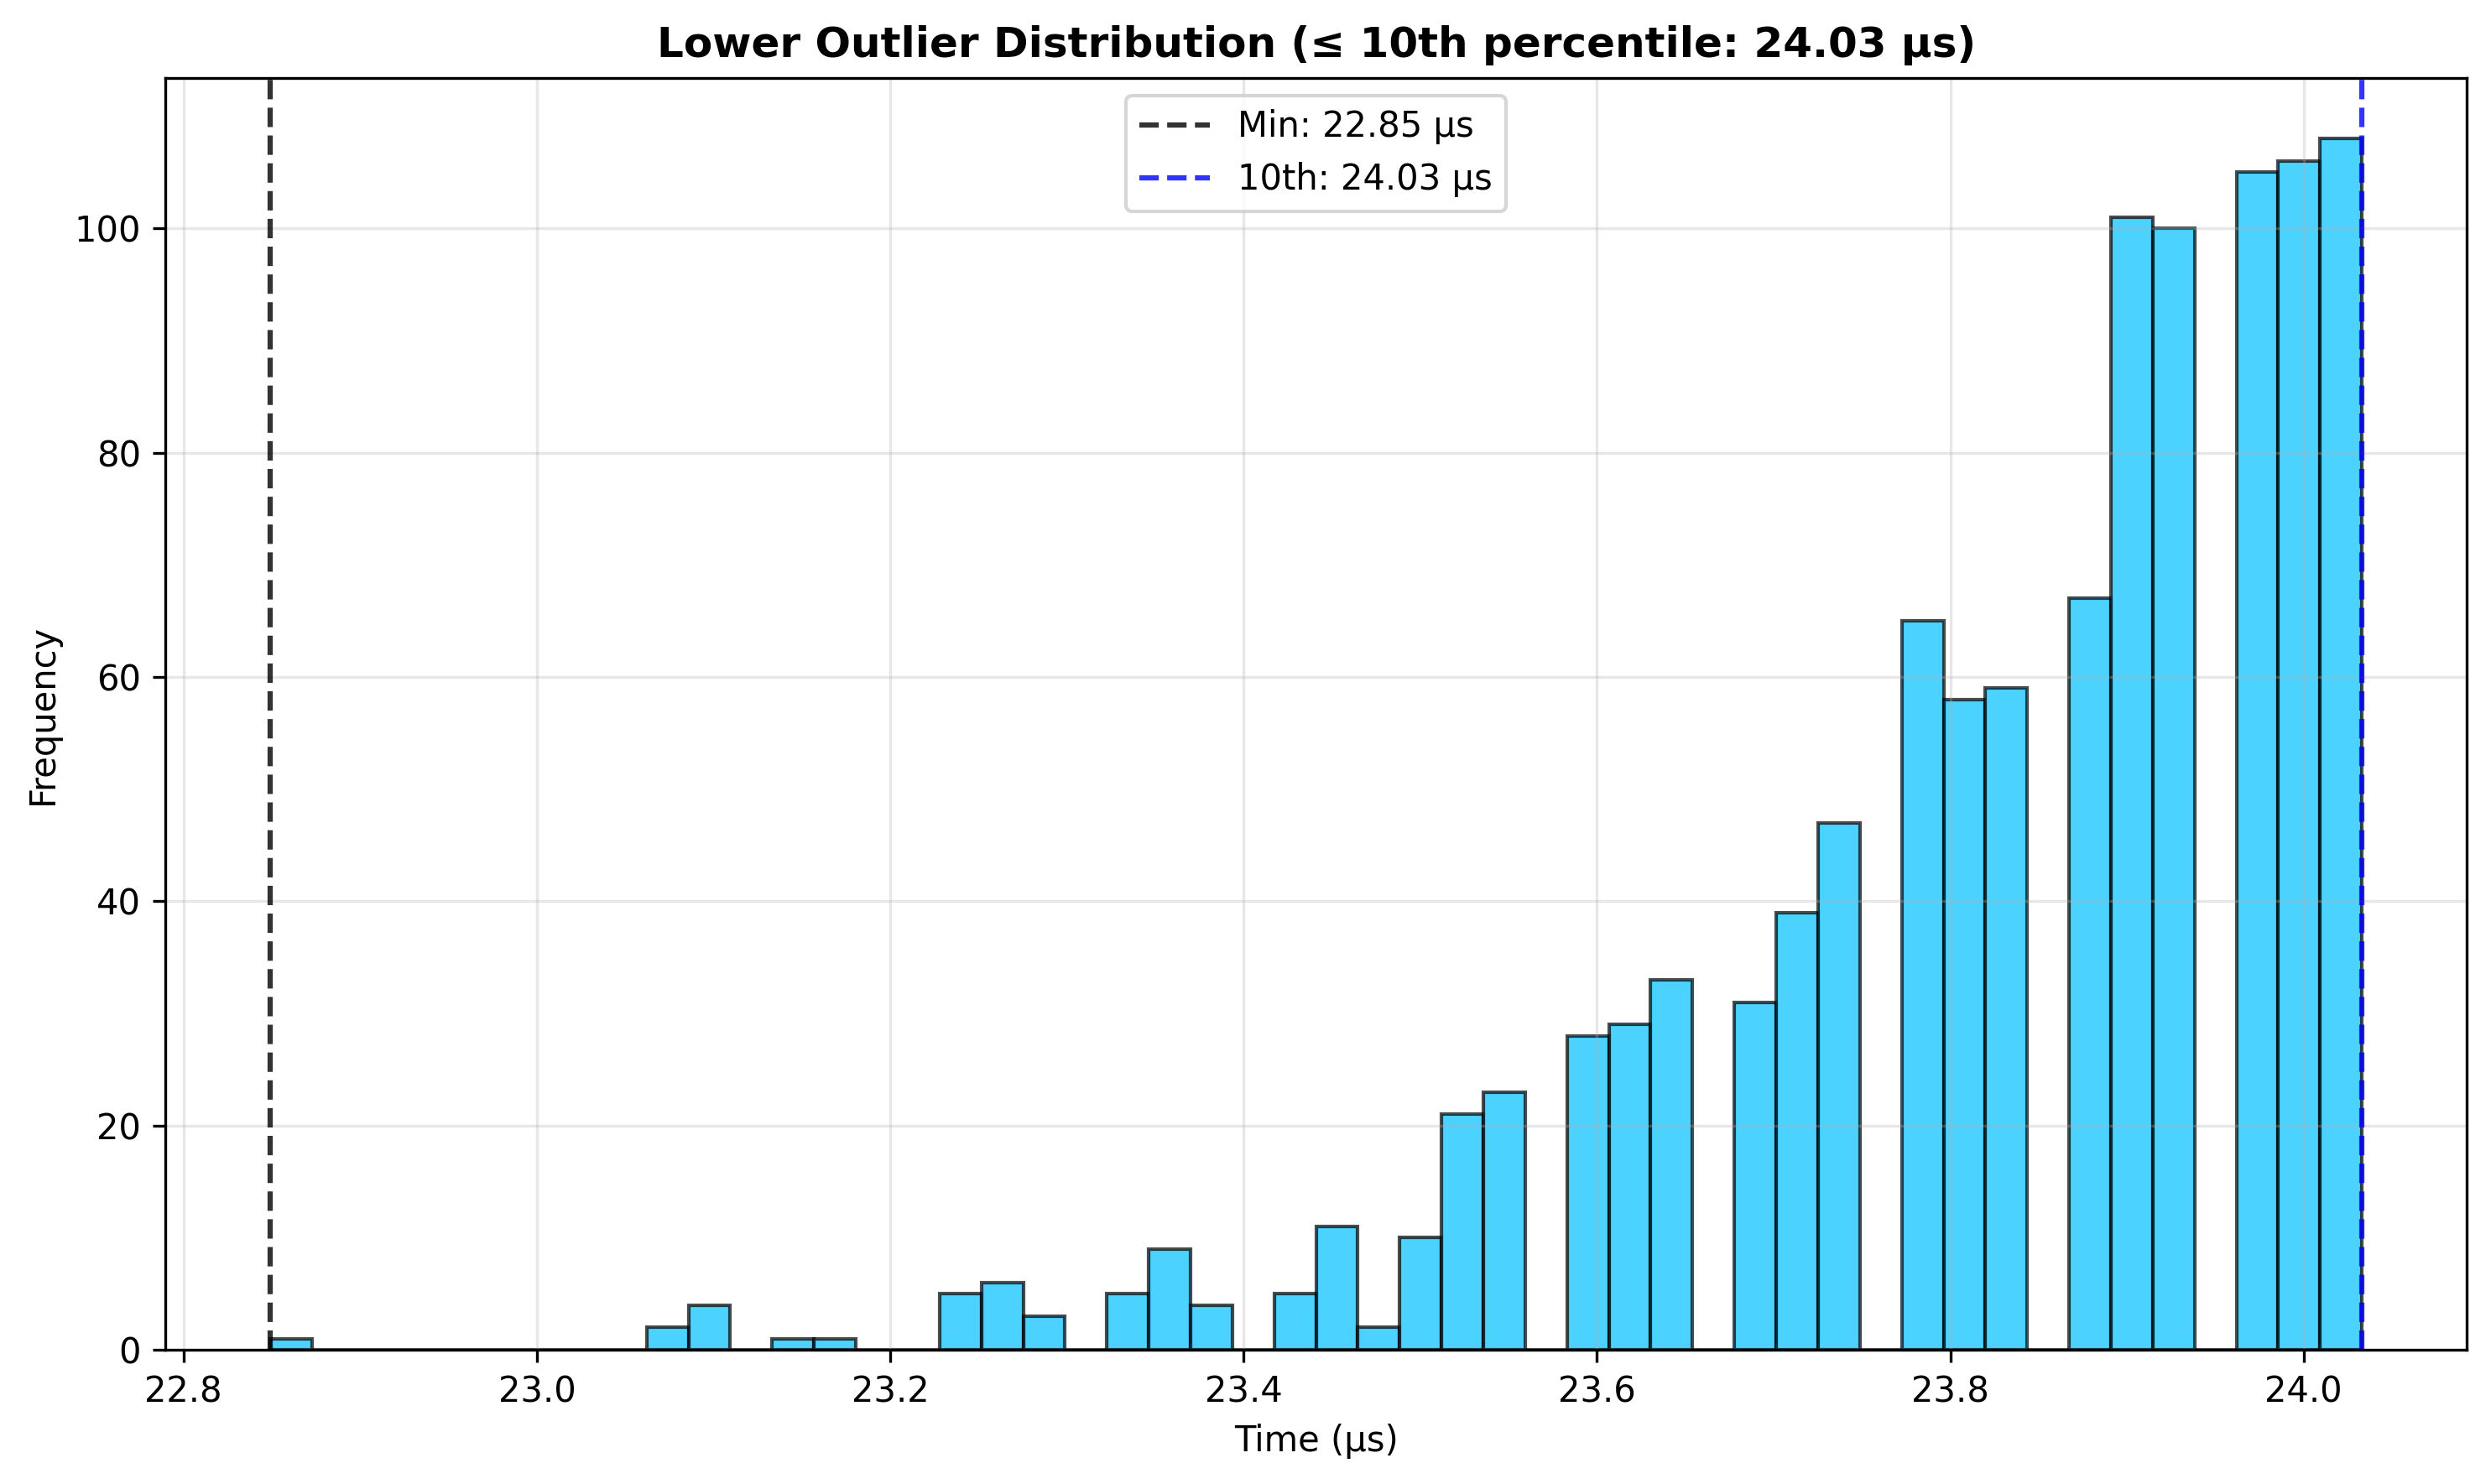 Lower Outlier Distribution (≤ 10th percentile: 24.03 µs)
Min: 22.85 µs
10th: 24.03 µs
100
80
60
40
20
0
Frequency
22.8 23.0 23.2 23.4 23.6 23.8 24.0
Time (µs)